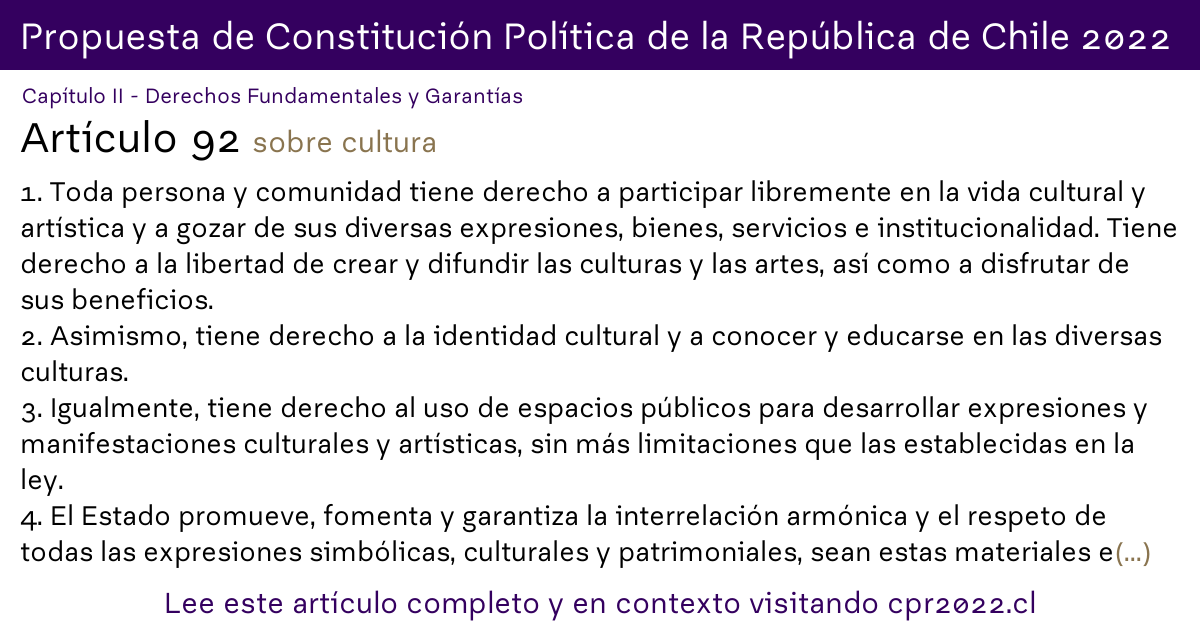 Propuesta de Constitución Política de la República de Chile 2022
Capítulo II - Derechos Fundamentales y Garantías
Artículo 92 sobre cultura
1. Toda persona y comunidad tiene derecho a participar libremente en la vida cultural y
artística y a gozar de sus diversas expresiones, bienes, servicios e institucionalidad. Tiene
derecho a la libertad de crear y difundir las culturas y las artes, así como a disfrutar de
sus beneficios.
2. Asimismo, tiene derecho a la identidad cultural y a conocer y educarse en las diversas
culturas.
3. Igualmente, tiene derecho al uso de espacios públicos para desarrollar expresiones y
manifestaciones culturales y artísticas, sin más limitaciones que las establecidas en la
ley.
4. El Estado promueve, fomenta y garantiza la interrelación armónica y el respeto de
todas las expresiones simbólicas, culturales y patrimoniales, sean estas materiales e(...)
Lee este artículo completo y en contexto visitando cpr2022.cl